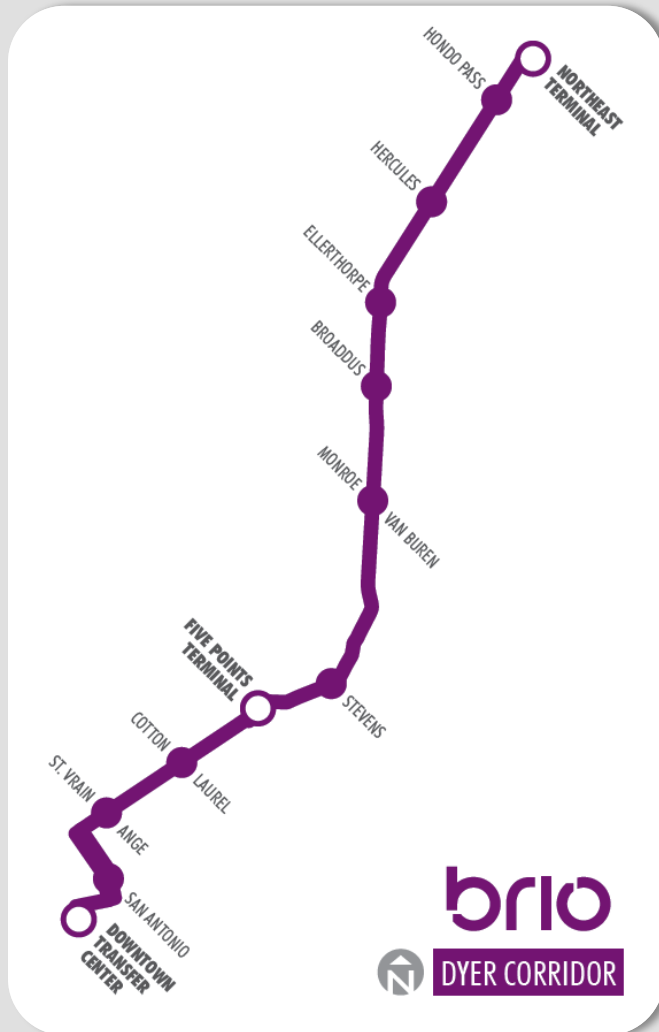 HONDO PASS
NORTHEAST
TERMINAL
HERCULES
ELLERTHORPE
BROADDUS
MONROE
VAN BUREN
FIVE POINTS
TERMINAL
STEVENS
COTTON
LAUREL
ST. VRAIN
ANGE
SAN ANTONIO
DOWNTOWN
TRANSFER
CENTER
brio
N
DYER CORRIDOR